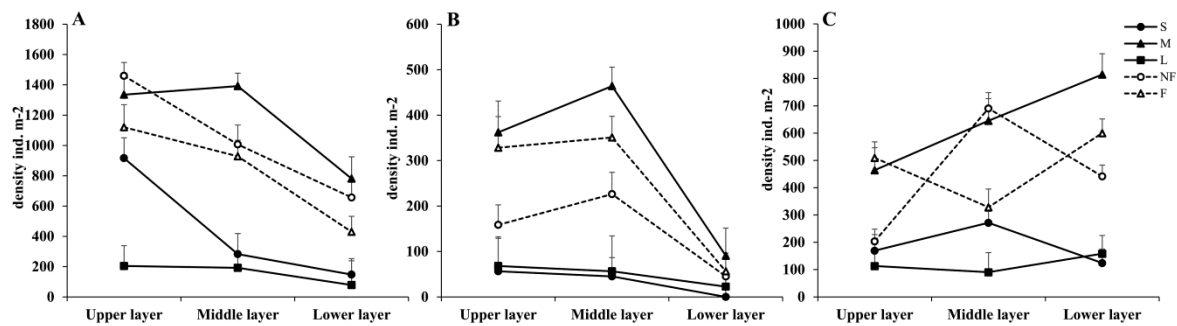 A
1800
1600
1400
1200
1000
800
600
400
200
0
density ind. m-2
Upper layer Middle layer Lower layer
B
600
500
400
300
200
100
0
density ind. m-2
Upper layer Middle layer Lower layer
C
1000
900
800
700
600
500
400
300
200
100
0
density ind. m-2
Upper layer Middle layer Lower layer
S
M
L
NF
F